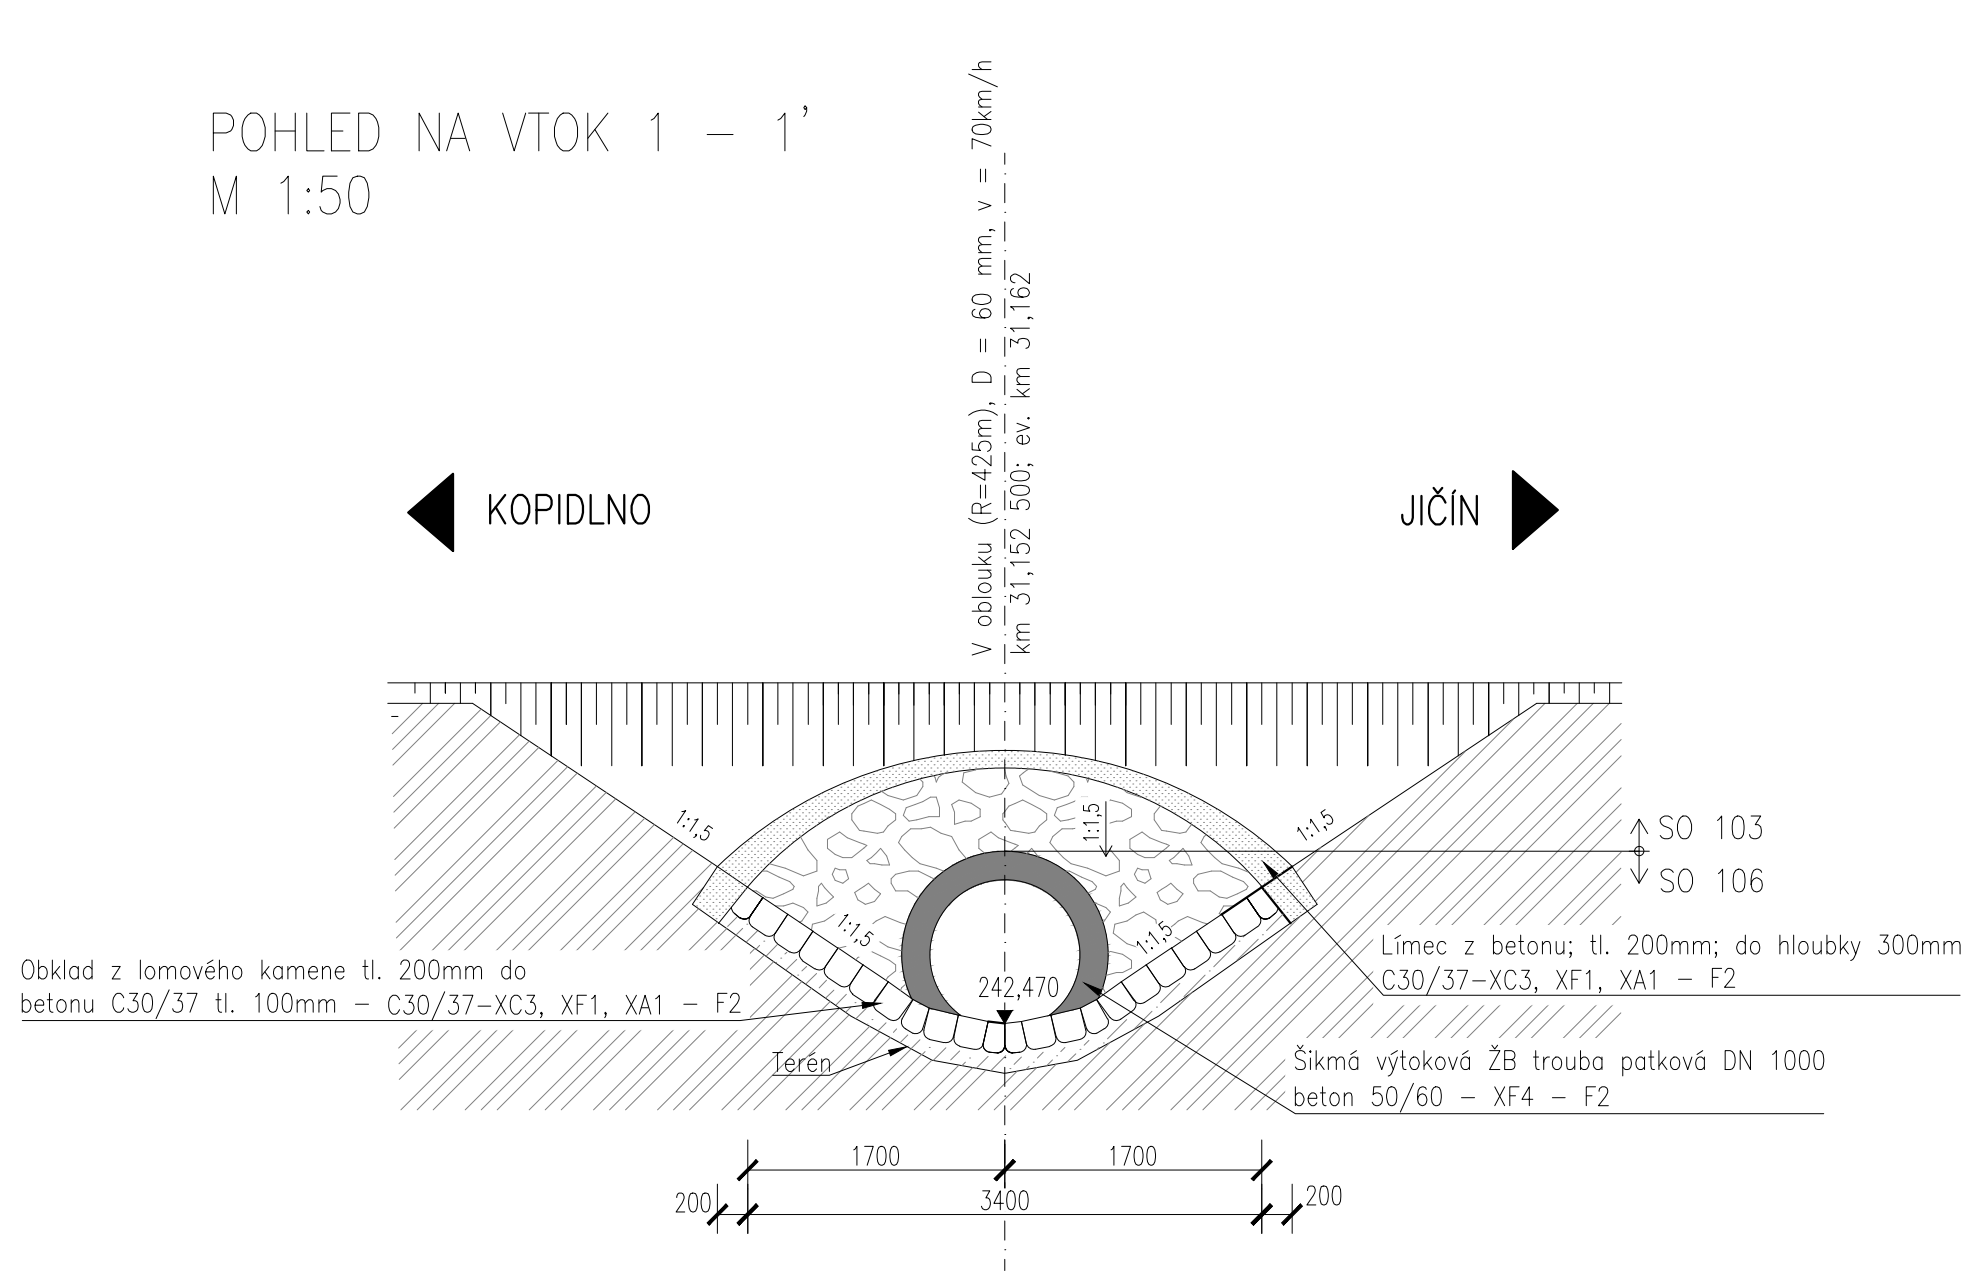 POHLED NA VTOK 1 – 1'
M 1:50
V oblouku (R=425m), D = 60 mm, v = 70km/h
km 31,152 500; ev. km 31,162
KOPIDLNO
JIČÍN
1:1,5
1:1,5
1:1,5
SO 103
SO 106
1:1,5
1:1,5
Límec z betonu; tl. 200mm; do hloubky 300mm
C30/37–XC3, XF1, XA1 – F2
Obklad z lomového kamene tl. 200mm do
betonu C30/37 tl. 100mm – C30/37–XC3, XF1, XA1 – F2
242,470
Terén
Šikmá výtoková ŽB trouba patková DN 1000
beton 50/60 – XF4 – F2
1700
1700
200
3400
200